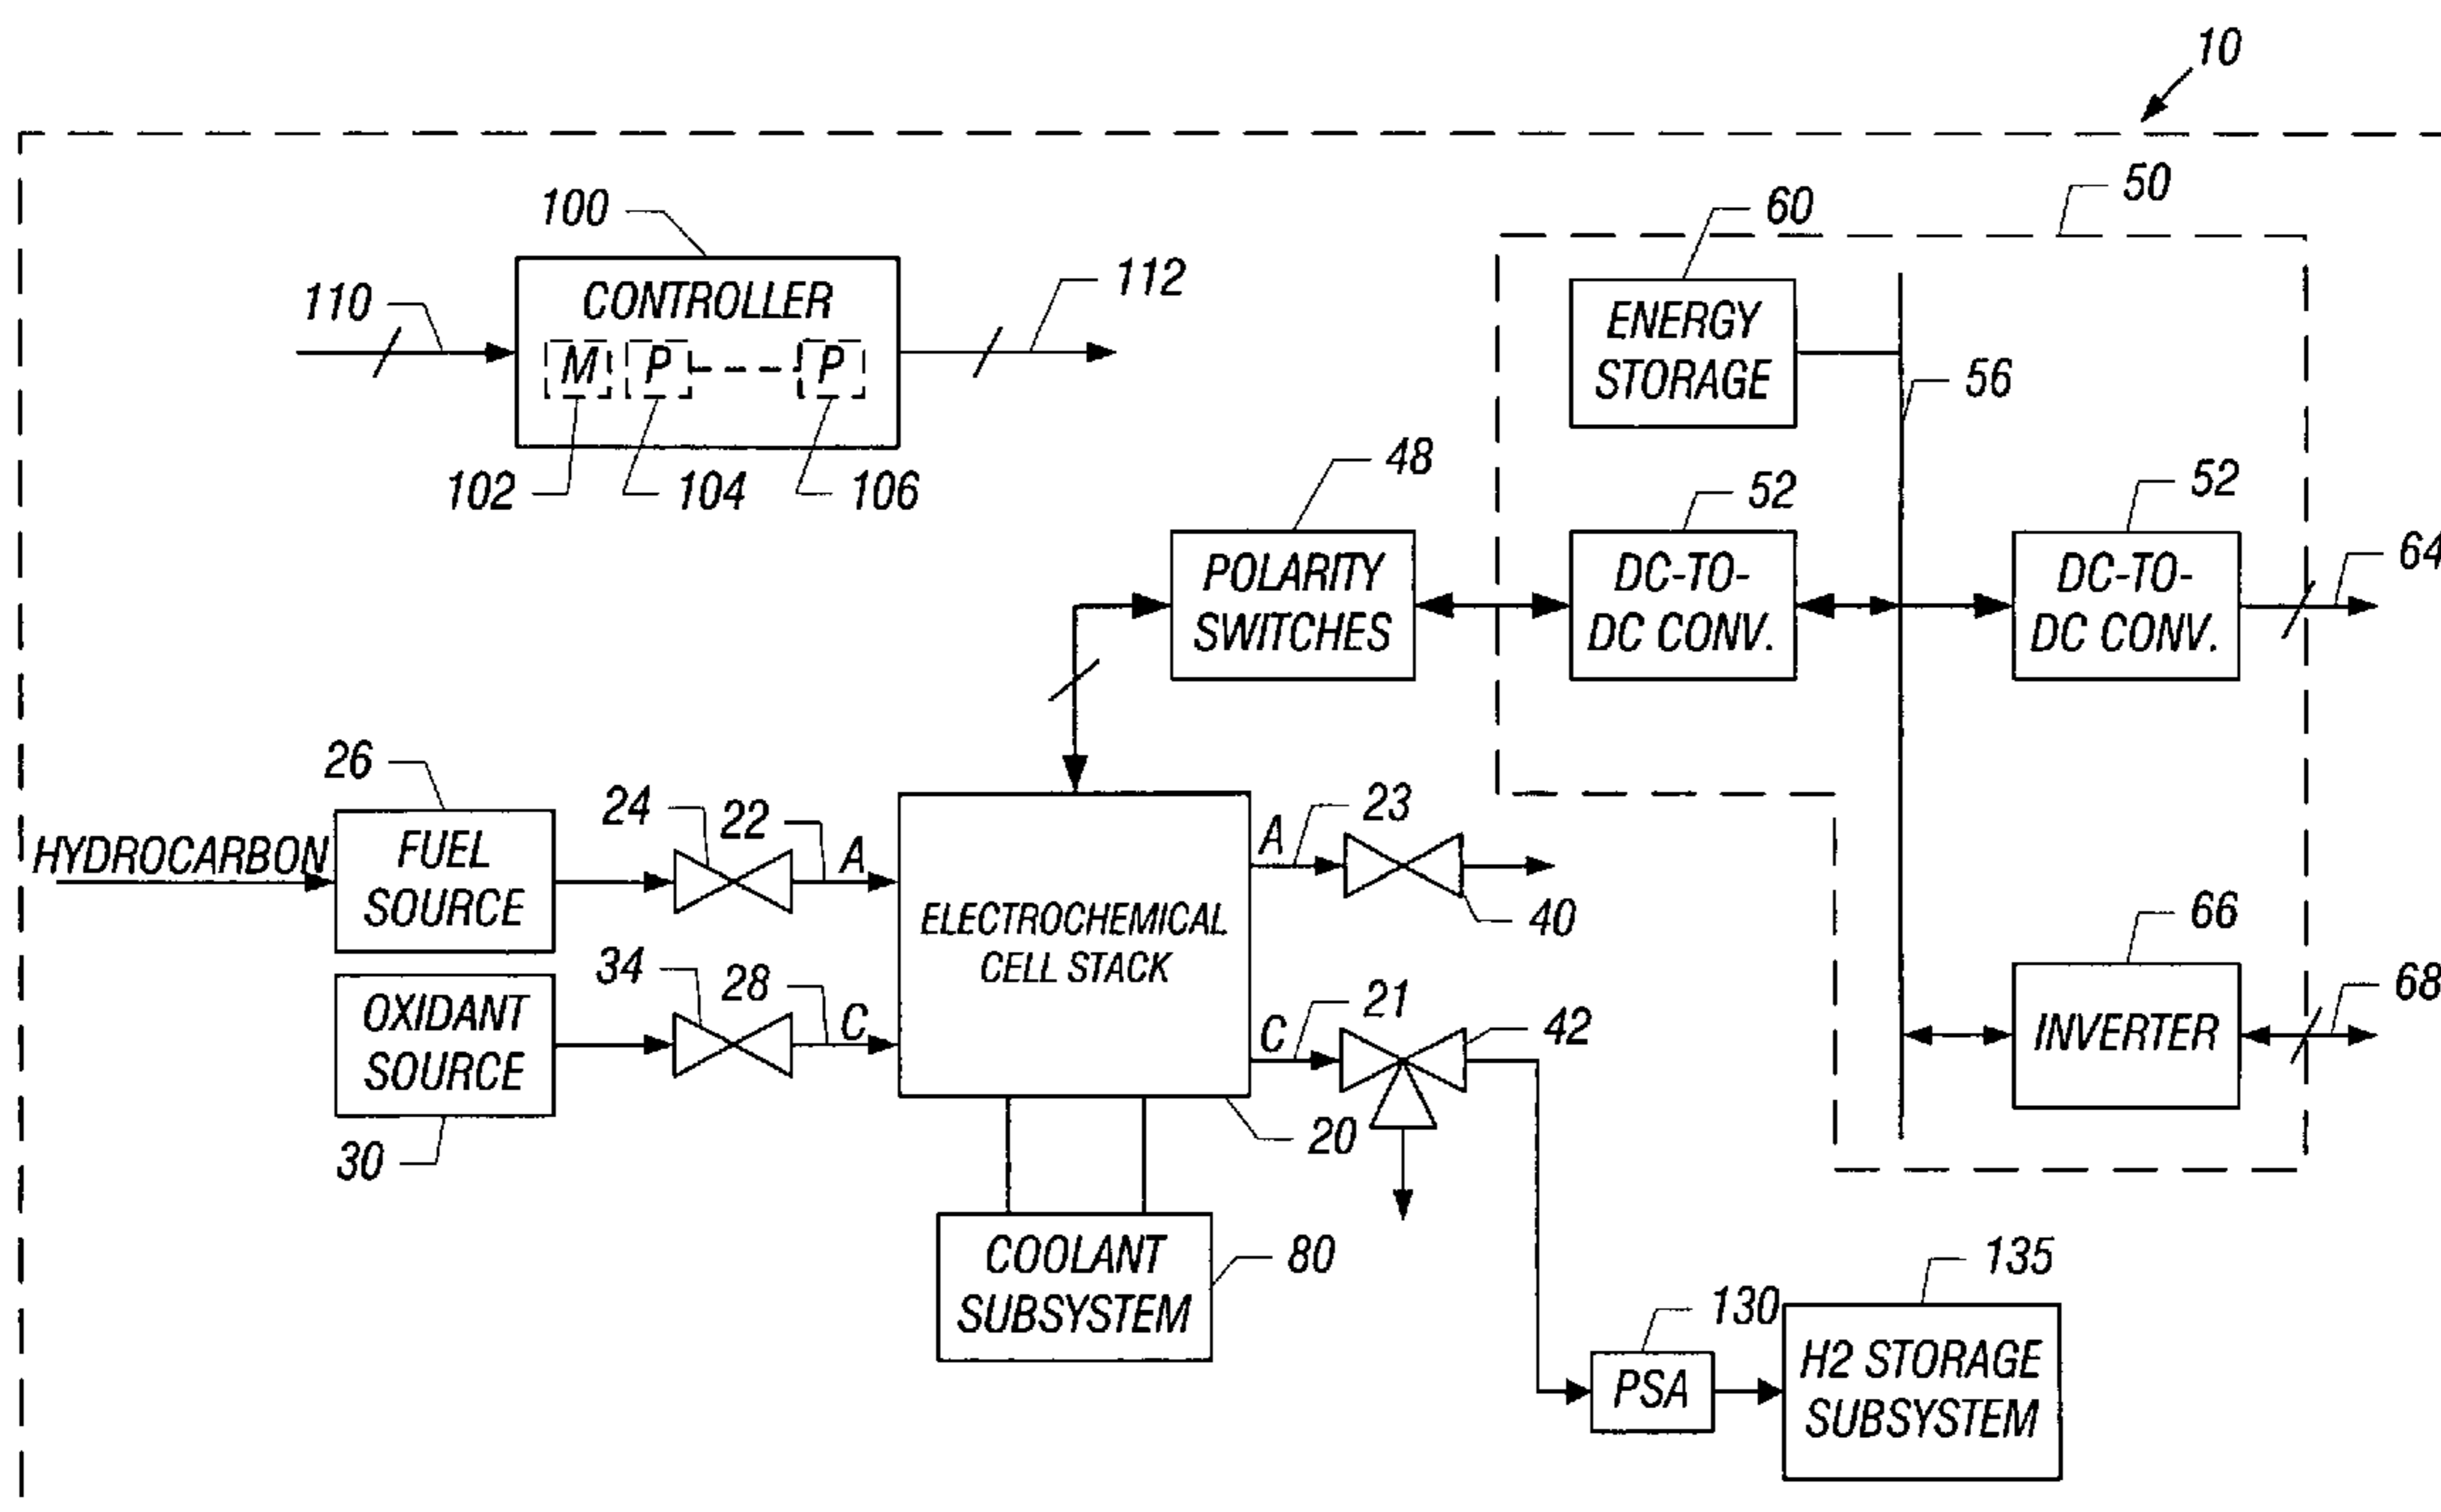 10
50
100
60
110
CONTROLLER
112
ENERGY
STORAGE
M
P
P
56
102
104
106
48
52
52
POLARITY
SWITCHES
DC-TO-
DC CONV.
DC-TO-
DC CONV.
64
26
24
22
A
23
A
HYDROCARBON
FUEL
SOURCE
40
ELECTROCHEMICAL
CELL STACK
66
34
28
C
21
C
42
68
OXIDANT
SOURCE
INVERTER
30
20
COOLANT
SUBSYSTEM
80
135
130
PSA
H2 STORAGE
SUBSYSTEM